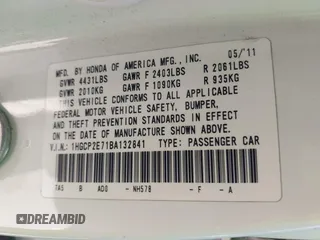 MFD. BY HONDA OF AMERICA MFG., INC. 05/11
GVWR 4431LBS GAWR F 2403LBS R 2061LBS
GVWR 2010KG GAWR F 1090KG R 935KG
THIS VEHICLE CONFORMS TO ALL APPLICABLE
FEDERAL MOTOR VEHICLE SAFETY, BUMPER,
AND THEFT PREVENTION STANDARDS IN EFFECT
ON THE DATE OF MANUFACTURE SHOWN ABOVE.
V.I.N.: 1HGCP2E71BA132641 TYPE: PASSENGER CAR
TA5 B AD0 -NH578 -F -A
DREAMBID